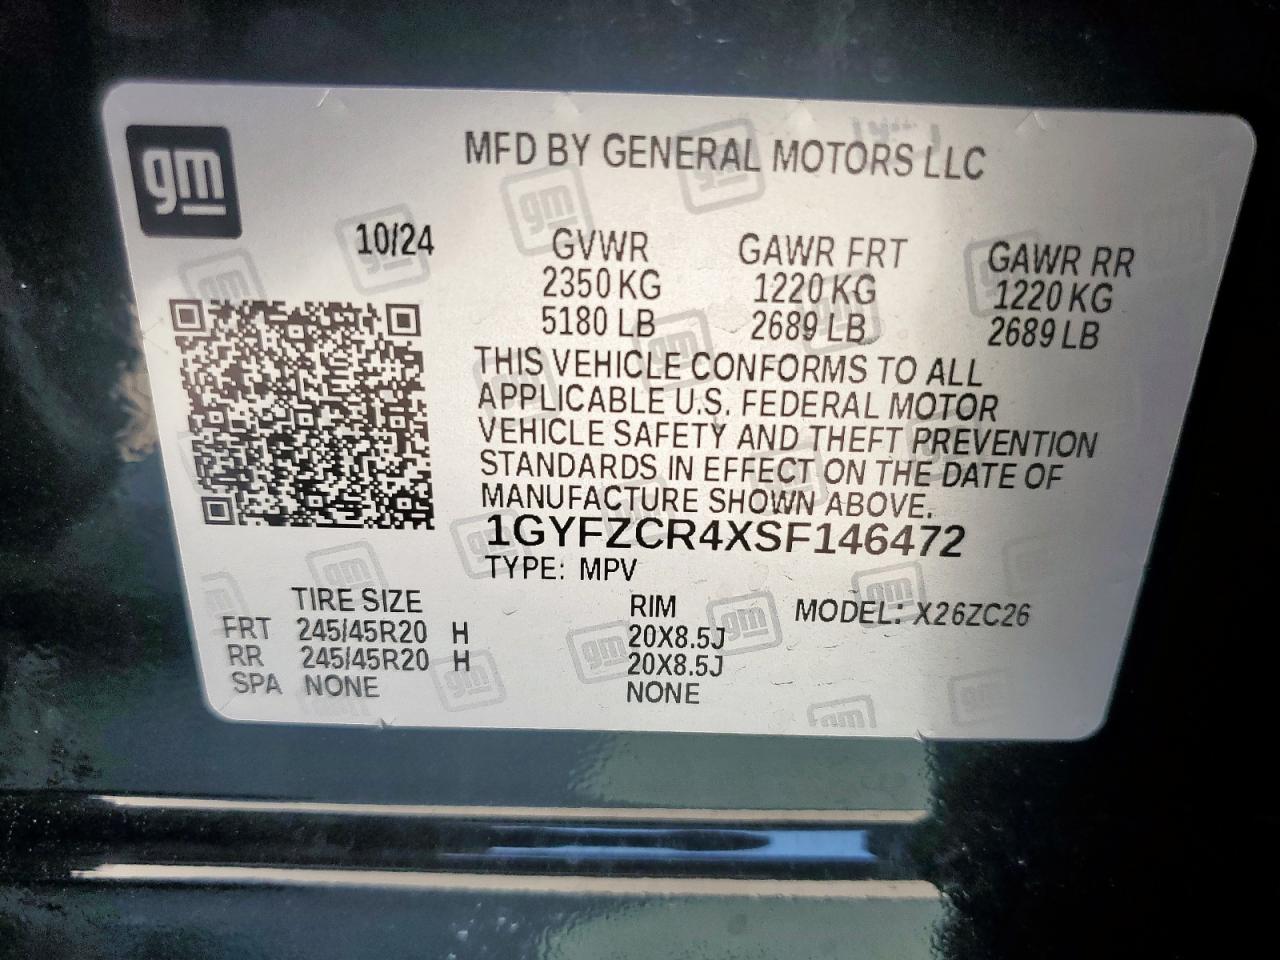 gm
MFD BY GENERAL MOTORS LLC
10/24
GVWR GAWR FRT GAWR RR
2350 KG 1220 KG 1220 KG
5180 LB 2689 LB 2689 LB
THIS VEHICLE CONFORMS TO ALL
APPLICABLE U.S. FEDERAL MOTOR
VEHICLE SAFETY AND THEFT PREVENTION
STANDARDS IN EFFECT ON THE DATE OF
MANUFACTURE SHOWN ABOVE.
1GYFZCR4XSF146472
TYPE: MPV
TIRE SIZE RIM MODEL: X26ZC26
FRT 245/45R20 H 20X8.5J
RR 245/45R20 H 20X8.5J
SPA NONE NONE